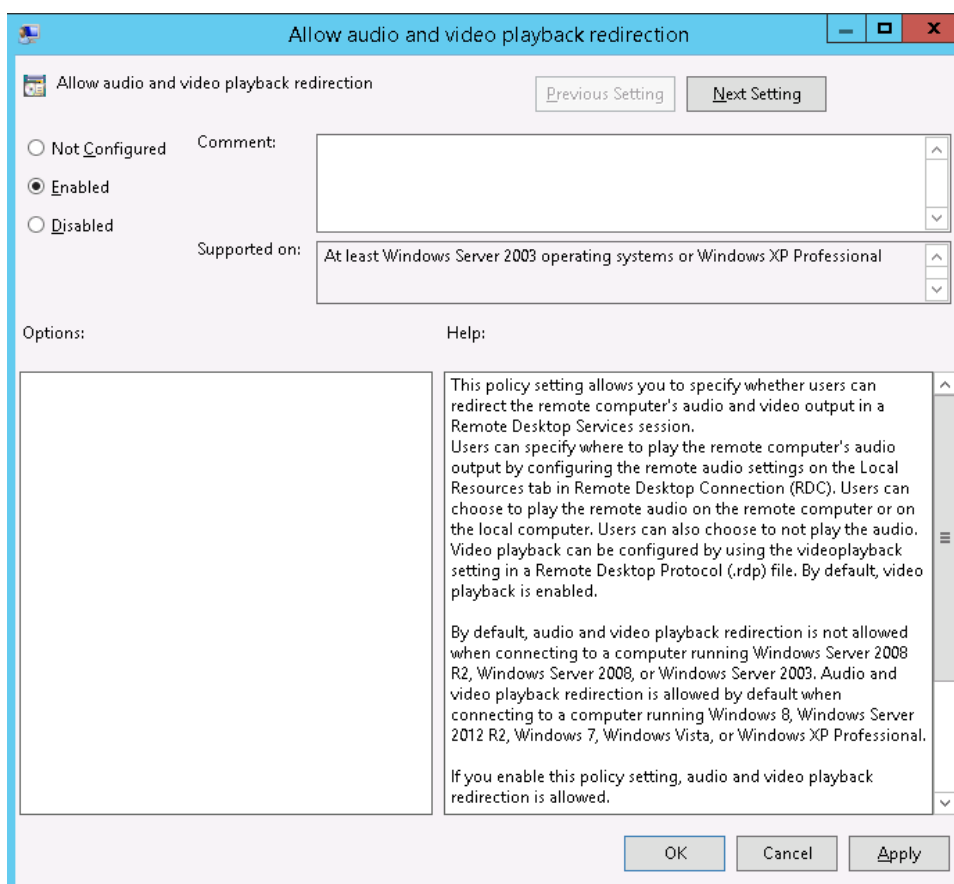 Allow audio and video playback redirection
Allow audio and video playback redirection
Previous Setting
Next Setting
Not Configured
Comment:
Enabled
Disabled
Supported on:
At least Windows Server 2003 operating systems or Windows XP Professional
Options:
Help:
This policy setting allows you to specify whether users can
redirect the remote computer's audio and video output in a
Remote Desktop Services session.
Users can specify where to play the remote computer's audio
output by configuring the remote audio settings on the Local
Resources tab in Remote Desktop Connection (RDC). Users can
choose to play the remote audio on the remote computer or on
the local computer. Users can also choose to not play the audio.
Video playback can be configured by using the videoplayback
setting in a Remote Desktop Protocol (.rdp) file. By default, video
playback is enabled.
By default, audio and video playback redirection is not allowed
when connecting to a computer running Windows Server 2008
R2, Windows Server 2008, or Windows Server 2003. Audio and
video playback redirection is allowed by default when
connecting to a computer running Windows 8, Windows Server
2012 R2, Windows 7, Windows Vista, or Windows XP Professional.
If you enable this policy setting, audio and video playback
redirection is allowed.
OK
Cancel
Apply